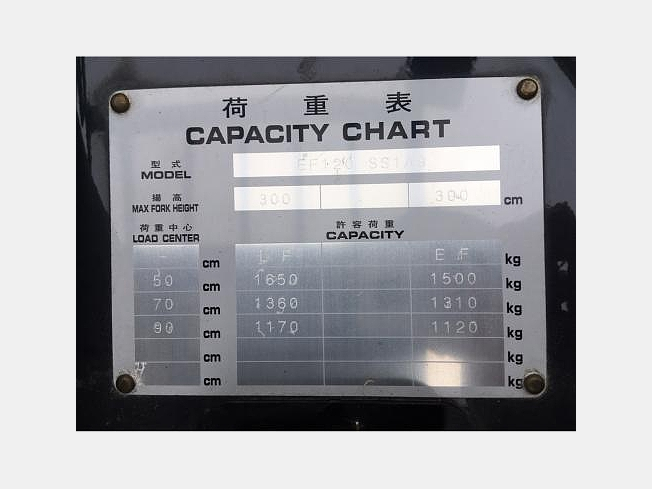 荷重表
CAPACITY CHART
型式
MODEL
揚高
MAX FORK HEIGHT 300 300 cm
荷重中心 許容荷重
LOAD CENTER CAPACITY
cm L F E F kg
50 cm 1650 1500 kg
70 cm 1360 1310 kg
90 cm 1170 1120 kg
cm kg
cm kg